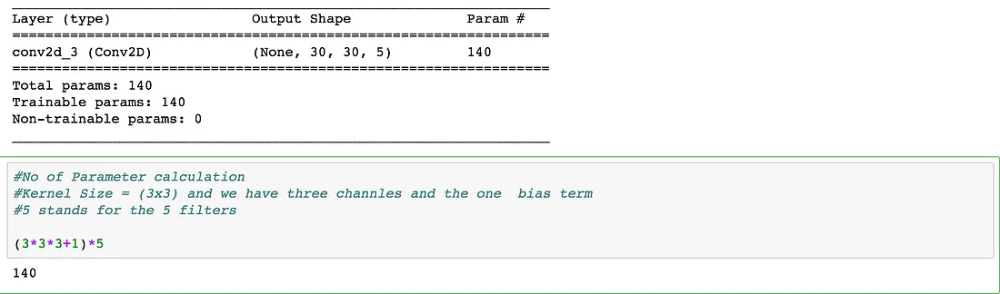 Layer (type) Output Shape Param #
=================================================================
conv2d_3 (Conv2D) (None, 30, 30, 5) 140
=================================================================
Total params: 140
Trainable params: 140
Non-trainable params: 0
#No of Parameter calculation
#Kernel Size = (3x3) and we have three channles and the one  bias term
#5 stands for the 5 filters
(3*3*3+1)*5
140